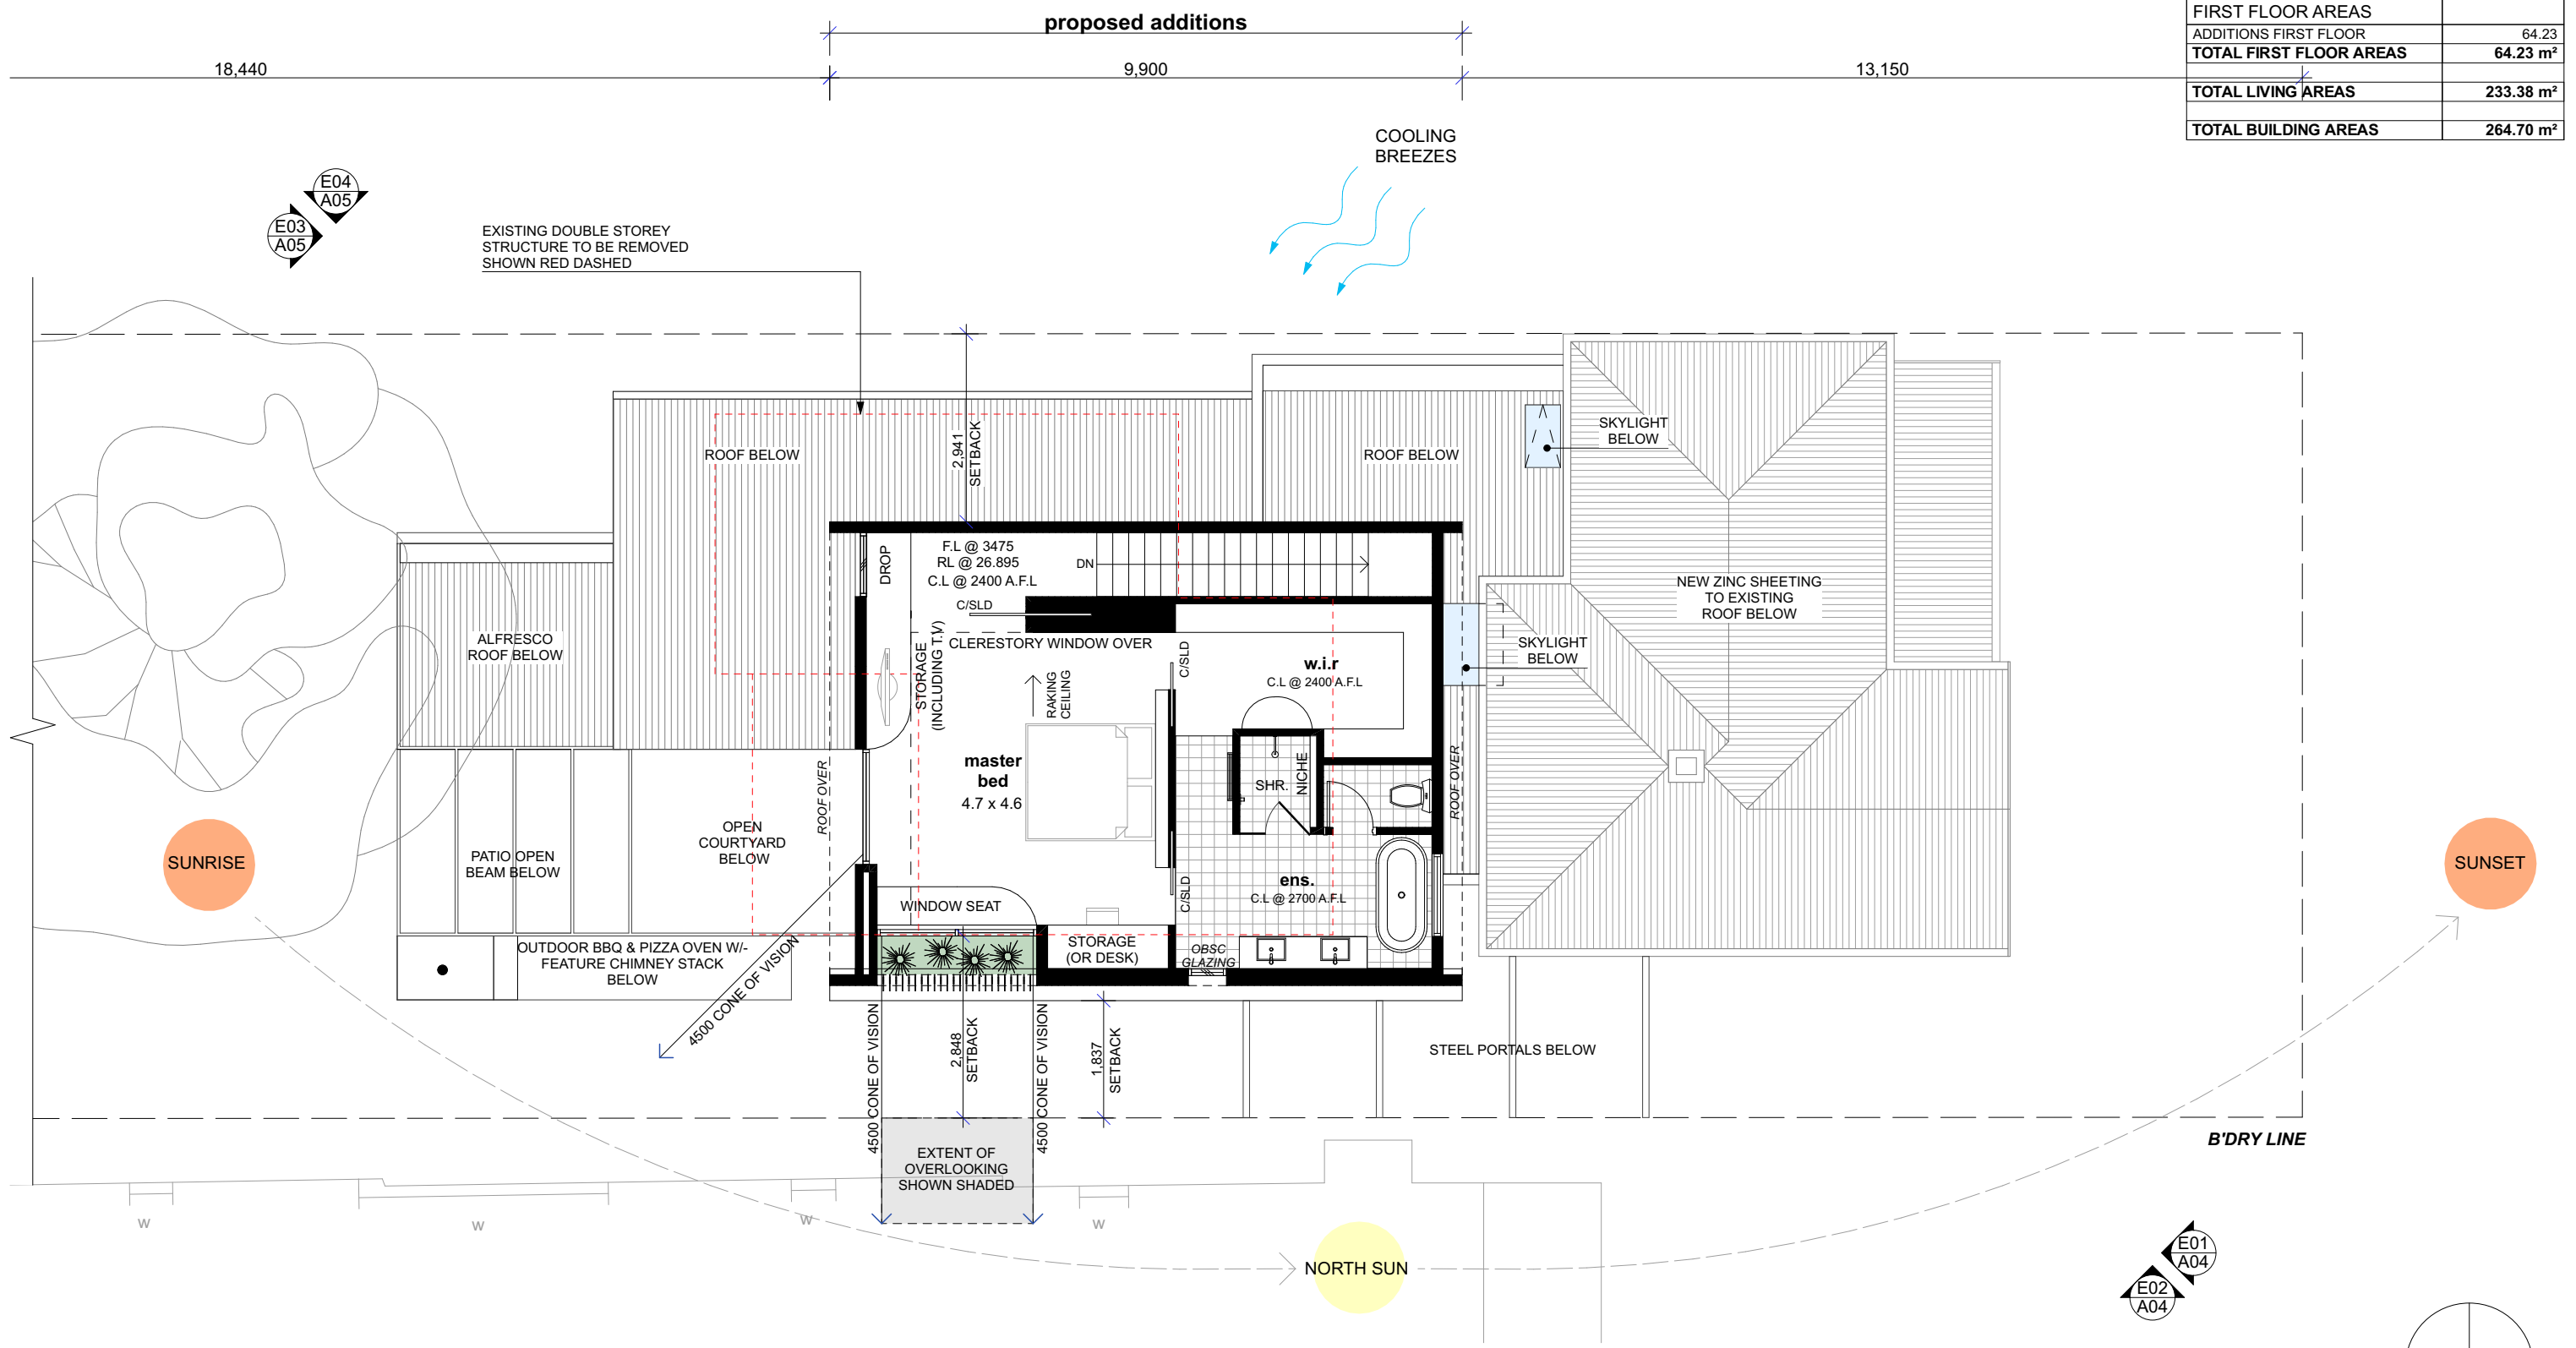 proposed additions
18,440
9,900
13,150
FIRST FLOOR AREAS
ADDITIONS FIRST FLOOR 64.23
TOTAL FIRST FLOOR AREAS 64.23 m²
TOTAL LIVING AREAS 233.38 m²
TOTAL BUILDING AREAS 264.70 m²
COOLING
BREEZES
E04
A05
E03
A05
EXISTING DOUBLE STOREY
STRUCTURE TO BE REMOVED
SHOWN RED DASHED
ROOF BELOW
2,941
SETBACK
ROOF BELOW
SKYLIGHT
BELOW
DROP
F.L @ 3475
RL @ 26.895
C.L @ 2400 A.F.L
DN
C/SLD
CLERESTORY WINDOW OVER
STORAGE
(INCLUDING T.V)
RAKING
CEILING
C/SLD
w.i.r
C.L @ 2400 A.F.L
SKYLIGHT
BELOW
NEW ZINC SHEETING
TO EXISTING
ROOF BELOW
ALFRESCO
ROOF BELOW
master
bed
4.7 x 4.6
SHR.
NICHE
ROOF OVER
ROOF OVER
SUNRISE
PATIO OPEN
BEAM BELOW
OPEN
COURTYARD
BELOW
ens.
C.L @ 2700 A.F.L
C/SLD
SUNSET
WINDOW SEAT
STORAGE
(OR DESK)
OBSC
GLAZING
OUTDOOR BBQ & PIZZA OVEN W/-
FEATURE CHIMNEY STACK
BELOW
4500 CONE OF VISION
4500 CONE OF VISION
2,848
SETBACK
4500 CONE OF VISION
1,837
SETBACK
STEEL PORTALS BELOW
B'DRY LINE
EXTENT OF
OVERLOOKING
SHOWN SHADED
W
W
W
W
NORTH SUN
E01
A04
E02
A04